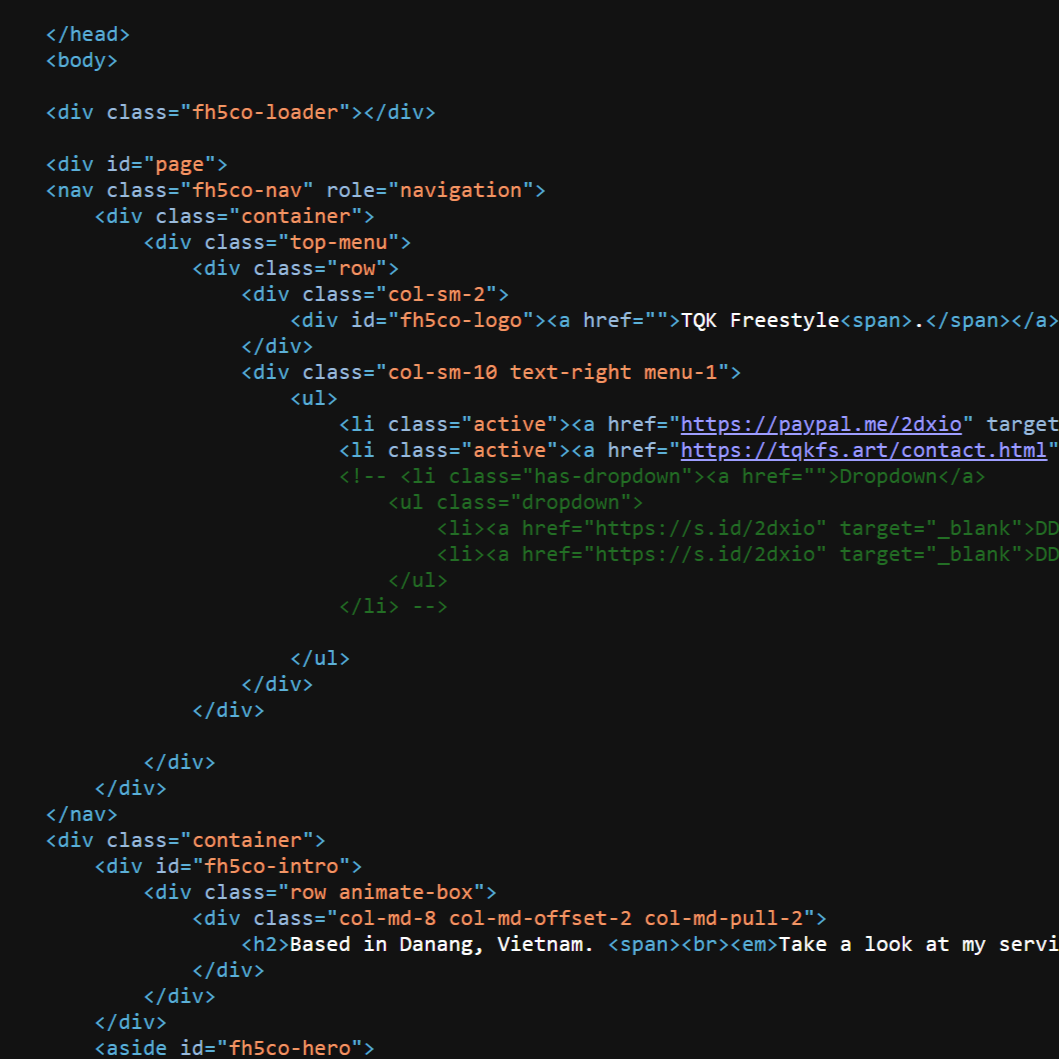 </head>
<body>
<div class="fh5co-loader"></div>
<div id="page">
<nav class="fh5co-nav" role="navigation">
<div class="container">
<div class="top-menu">
<div class="row">
<div class="col-sm-2">
<div id="fh5co-logo"><a href="">TQK Freestyle<span>.</span></a>
</div>
<div class="col-sm-10 text-right menu-1">
<ul>
<li class="active"><a href="https://paypal.me/2dxio" target
<li class="active"><a href="https://tqkfs.art/contact.html"
<!-- <li class="has-dropdown"><a href="">Dropdown</a>
<ul class="dropdown">
<li><a href="https://s.id/2dxio" target="_blank">DD
<li><a href="https://s.id/2dxio" target="_blank">DD
</ul>
</li> -->
</ul>
</div>
</div>
</div>
</div>
</nav>
<div class="container">
<div id="fh5co-intro">
<div class="row animate-box">
<div class="col-md-8 col-md-offset-2 col-md-pull-2">
<h2>Based in Danang, Vietnam. <span><br><em>Take a look at my servi
</div>
</div>
</div>
<aside id="fh5co-hero">